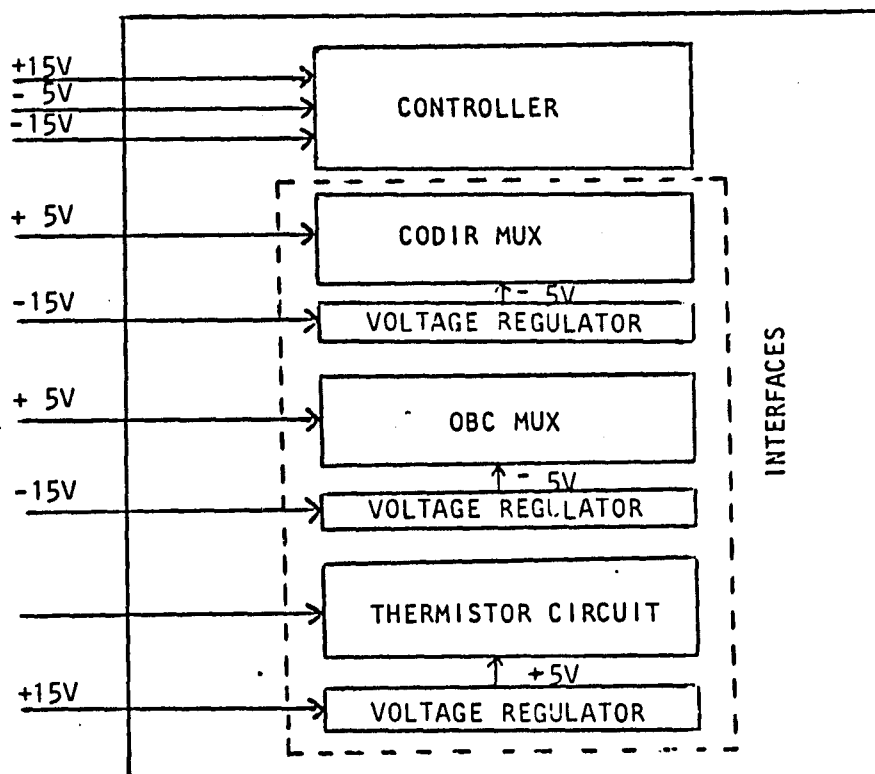 +15V
- 5V
-15V
CONTROLLER
+ 5V
CODIR MUX
- 5V
-15V
VOLTAGE REGULATOR
+ 5V
OBC MUX
- 5V
-15V
VOLTAGE REGULATOR
THERMISTOR CIRCUIT
+5V
+15V
VOLTAGE REGULATOR
INTERFACES